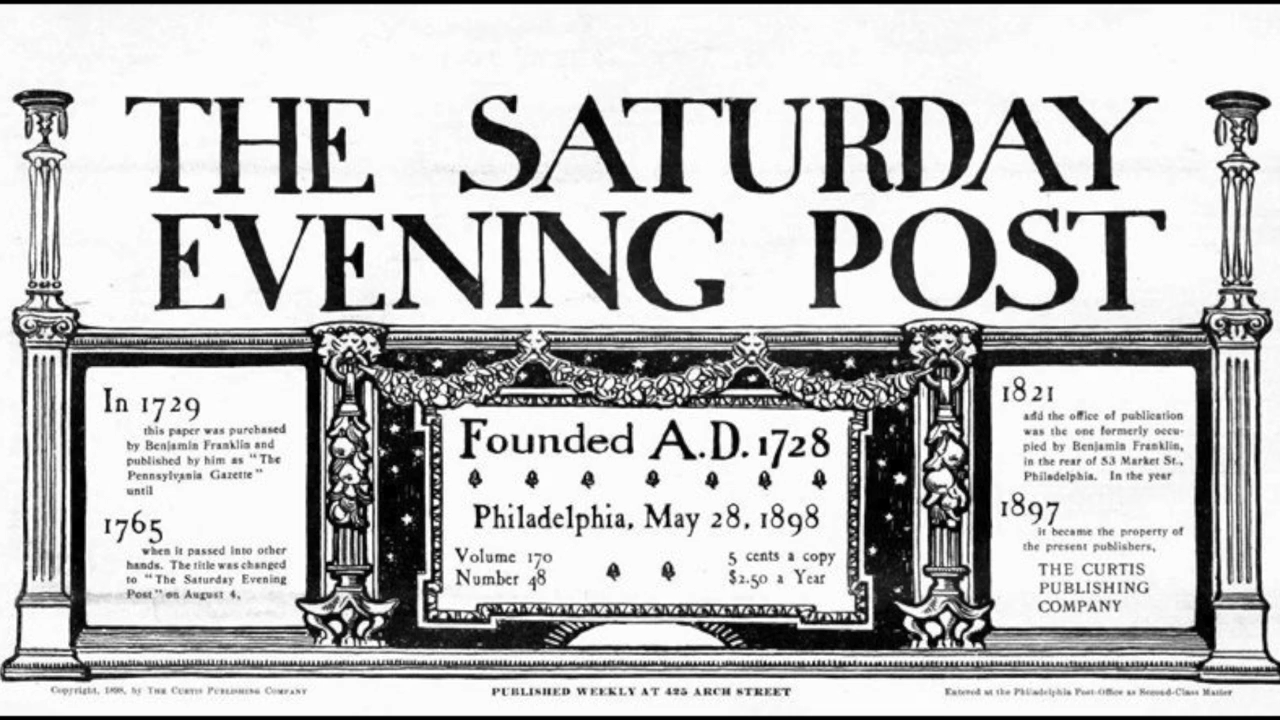 THE SATURDAY
EVENING POST
In 1729
this paper was purchased
by Benjamin Franklin and
published by him as "The
Pennsylvania Gazette"
until
1765
when it passed into other
hands. The title was changed
to "The Saturday Evening
Post" on August 4,
Founded A.D. 1728
Philadelphia, May 28, 1898
Volume 170
Number 48
5 cents a copy
$2.50 a Year
1821
add the office of publication
was the one formerly occu-
pied by Benjamin Franklin,
in the rear of 53 Market St.,
Philadelphia. In the year
1897
it became the property of
the present publishers,
THE CURTIS
PUBLISHING
COMPANY
Copyright, 1898, by THE CURTIS PUBLISHING COMPANY
PUBLISHED WEEKLY AT 425 ARCH STREET
Entered at the Philadelphia Post-Office as Second-Class Matter